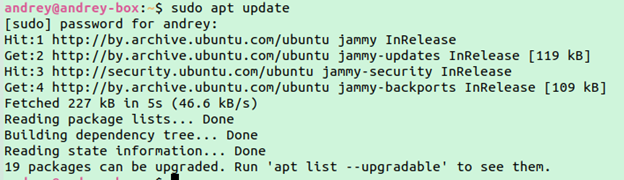 andrey@andrey-box:~$ sudo apt update
[sudo] password for andrey:
Hit:1 http://by.archive.ubuntu.com/ubuntu jammy InRelease
Get:2 http://by.archive.ubuntu.com/ubuntu jammy-updates InRelease [119 kB]
Hit:3 http://security.ubuntu.com/ubuntu jammy-security InRelease
Get:4 http://by.archive.ubuntu.com/ubuntu jammy-backports InRelease [109 kB]
Fetched 227 kB in 5s (46.6 kB/s)
Reading package lists... Done
Building dependency tree... Done
Reading state information... Done
19 packages can be upgraded. Run 'apt list --upgradable' to see them.